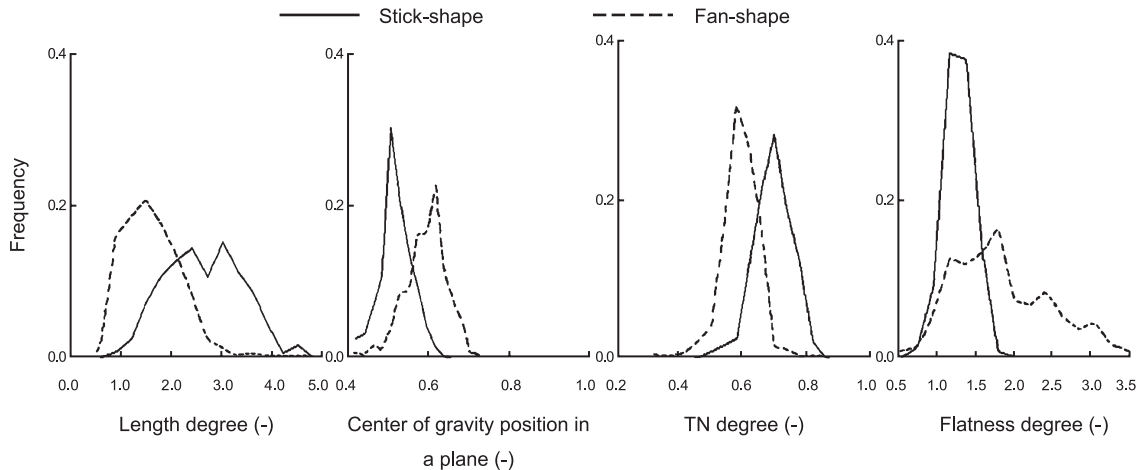 Stick-shape Fan-shape
0.4 0.4 0.4 0.4
Frequency
0.2 0.2 0.2 0.2
0.0 0.0 0.0 0.0
0.0 1.0 2.0 3.0 4.0 5.0 0.4 0.6 0.8 1.0 0.2 0.4 0.6 0.8 1.0 0.5 1.0 1.5 2.0 2.5 3.0 3.5
Length degree (-) Center of gravity position in TN degree (-) Flatness degree (-)
a plane (-)